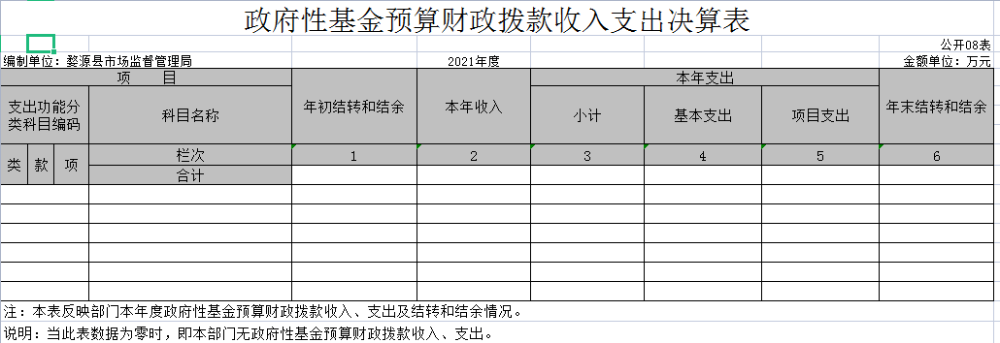 政府性基金预算财政拨款收入支出决算表
公开08表
编制单位：婺源县市场监督管理局 2021年度 金额单位：万元
项 目 年初结转和结余 本年收入 本年支出 年末结转和结余
支出功能分类科目编码 科目名称 小计 基本支出 项目支出
类 款 项 栏次 1 2 3 4 5 6
合计
注：本表反映部门本年度政府性基金预算财政拨款收入、支出及结转和结余情况。
说明：当此表数据为零时，即本部门无政府性基金预算财政拨款收入、支出。